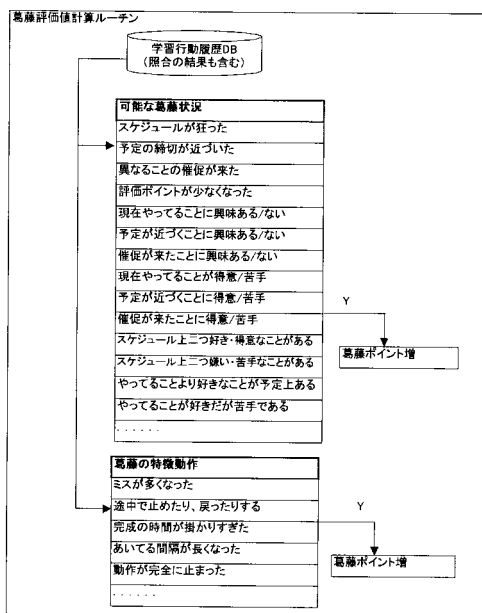 葛藤評価値計算ルーチン
学習行動履歴DB
(照合の結果も含む)
可能な葛藤状況
スケジュールが狂った
予定の締切が近づいた
異なることの催促が来た
評価ポイントが少なくなった
現在やってることに興味ある/ない
予定が近づくことに興味ある/ない
催促が来たことに興味ある/ない
現在やってることが得意/苦手
予定が近づくことに得意/苦手
催促が来たことに得意/苦手
スケジュール上二つ好き・得意なことがある
スケジュール上二つ嫌い・苦手なことがある
やってることより好きなことが予定上ある
やってることが好きだが苦手である
......
Y
葛藤ポイント増
葛藤の特徴動作
ミスが多くなった
途中で止めたり、戻ったりする
完成の時間が掛かりすぎた
あいてる間隔が長くなった
動作が完全に止まった
......
Y
葛藤ポイント増